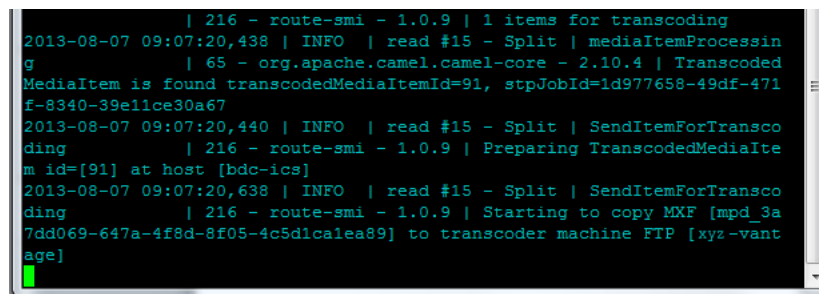 | 216 - route-smi - 1.0.9 | 1 items for transcoding
2013-08-07 09:07:20,438 | INFO  | read #15 - Split | mediaItemProcessin
g                | 65 - org.apache.camel.camel-core - 2.10.4 | Transcoded
MediaItem is found transcodedMediaItemId=91, stpJobId=1d977658-49df-471
f-8340-39e11ce30a67
2013-08-07 09:07:20,440 | INFO  | read #15 - Split | SendItemForTransco
ding             | 216 - route-smi - 1.0.9 | Preparing TranscodedMediaIte
m id=[91] at host [bdc-ics]
2013-08-07 09:07:20,638 | INFO  | read #15 - Split | SendItemForTransco
ding             | 216 - route-smi - 1.0.9 | Starting to copy MXF [mpd_3a
7dd069-647a-4f8d-8f05-4c5d1ca1ea89] to transcoder machine FTP [xyz-vant
age]